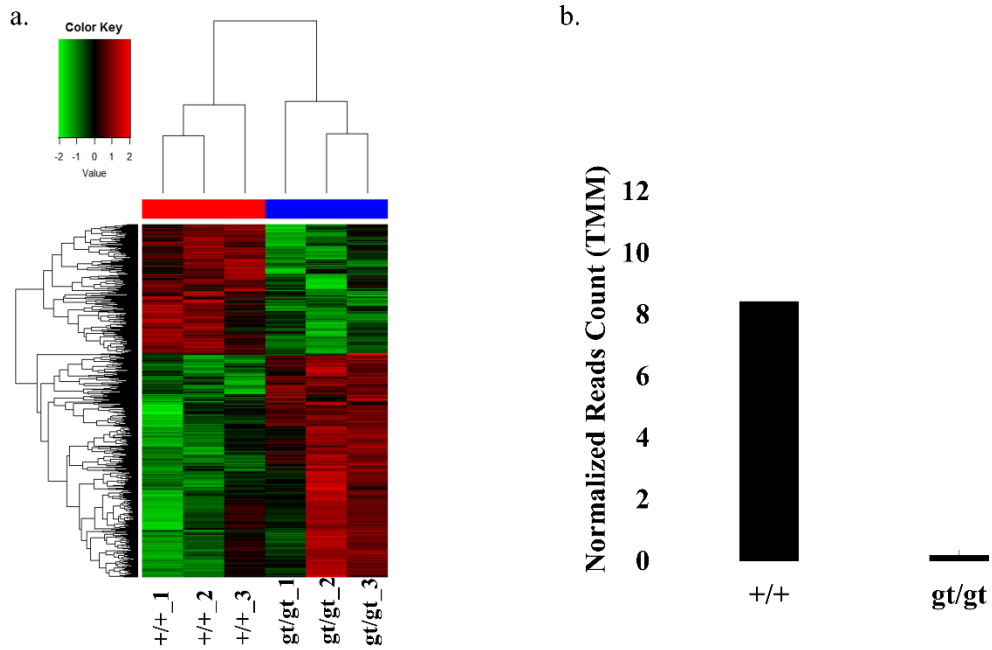 a.
Color Key
-2 -1 0 1 2
Value
+/+_1
+/+_2
+/+_3
gt/gt_1
gt/gt_2
gt/gt_3
b.
Normalized Reads Count (TMM)
12
10
8
6
4
2
0
+/+
gt/gt